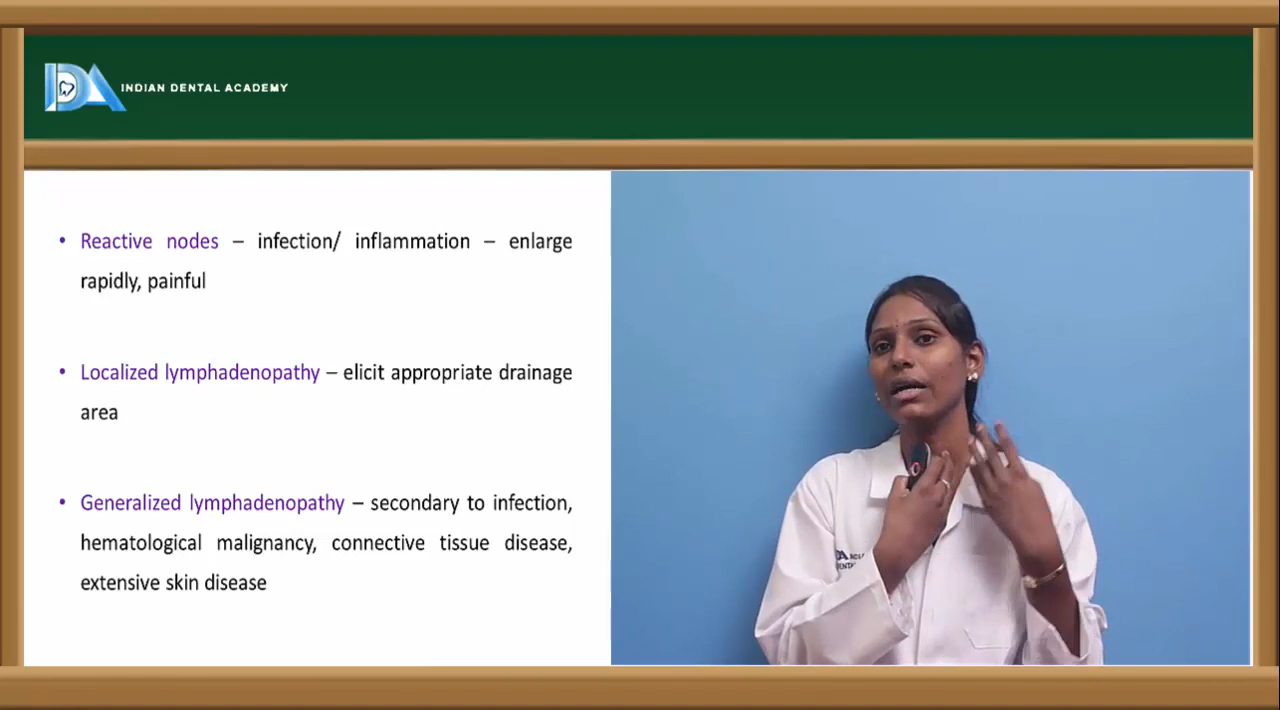 INDIAN DENTAL ACADEMY
• Reactive nodes – infection/ inflammation – enlarge
rapidly, painful
• Localized lymphadenopathy – elicit appropriate drainage
area
• Generalized lymphadenopathy – secondary to infection,
hematological malignancy, connective tissue disease,
extensive skin disease